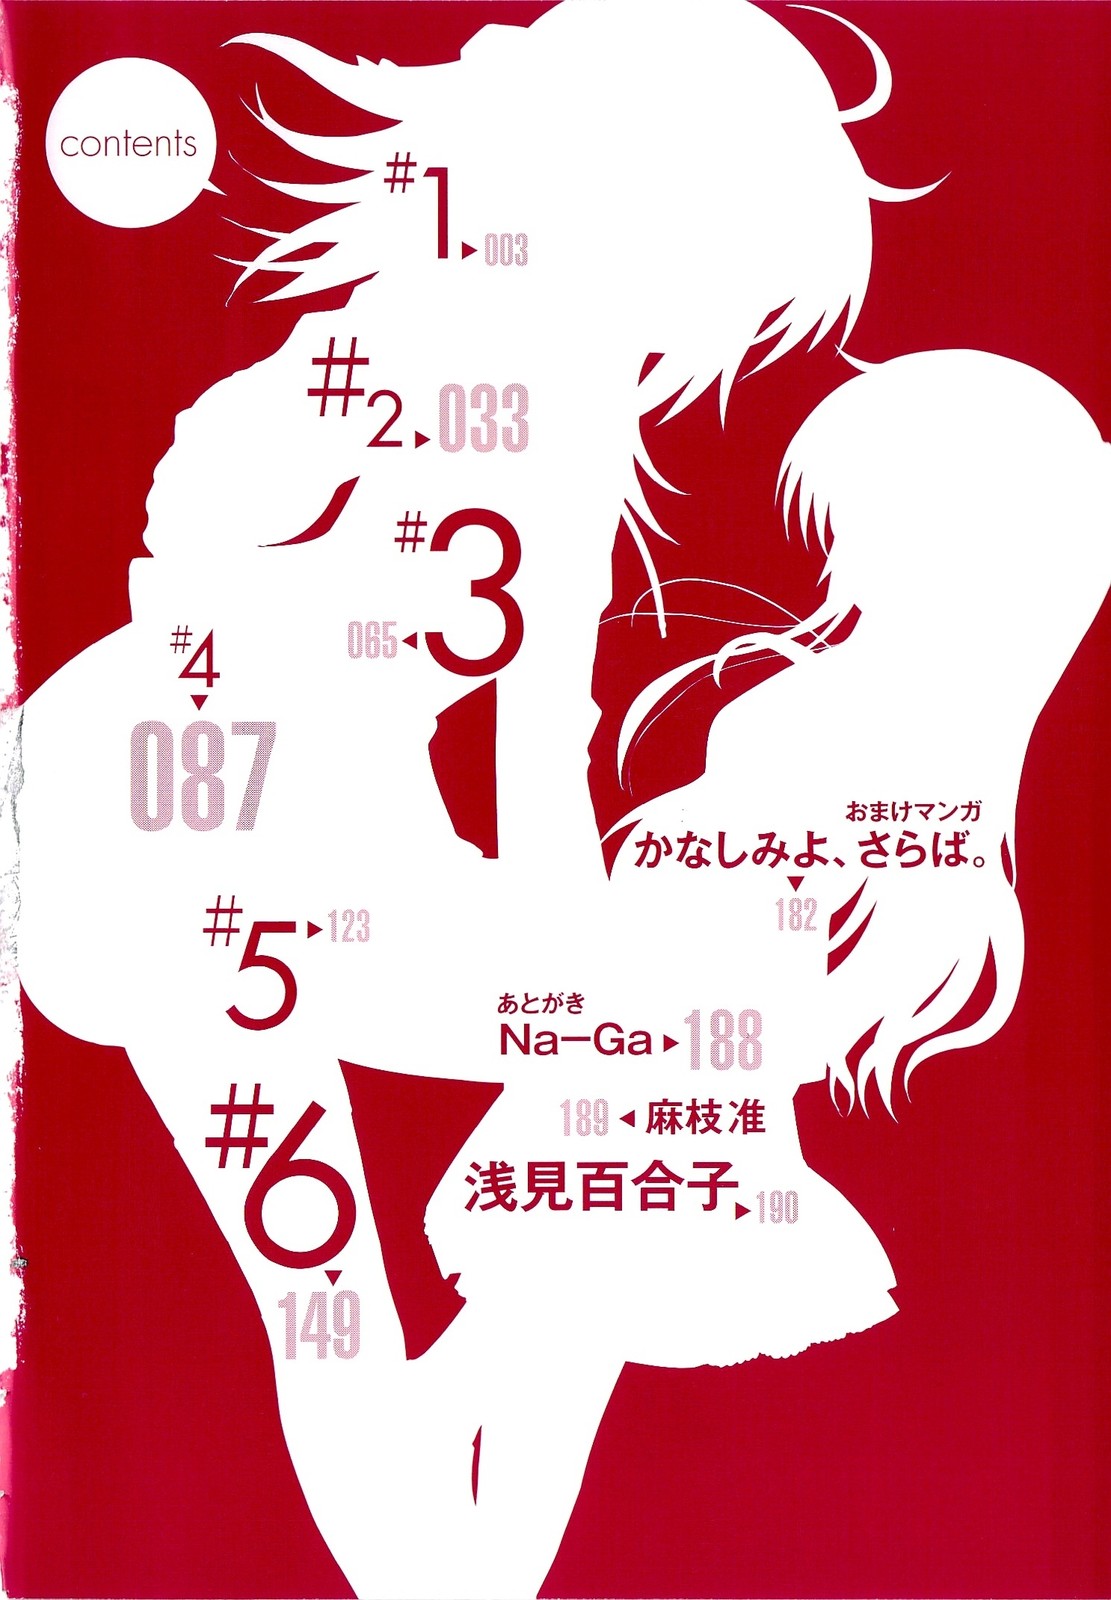 contents
#1 ▶ 003
#2 ▶ 033
#3
065 ◀
#4
▼
087
#5 ▶ 123
#6
▼
149
おまけマンガ
かなしみよ、さらば。
▼
182
あとがき
Na-Ga ▶ 188
189 ◀ 麻枝准
浅見百合子 ▶ 190